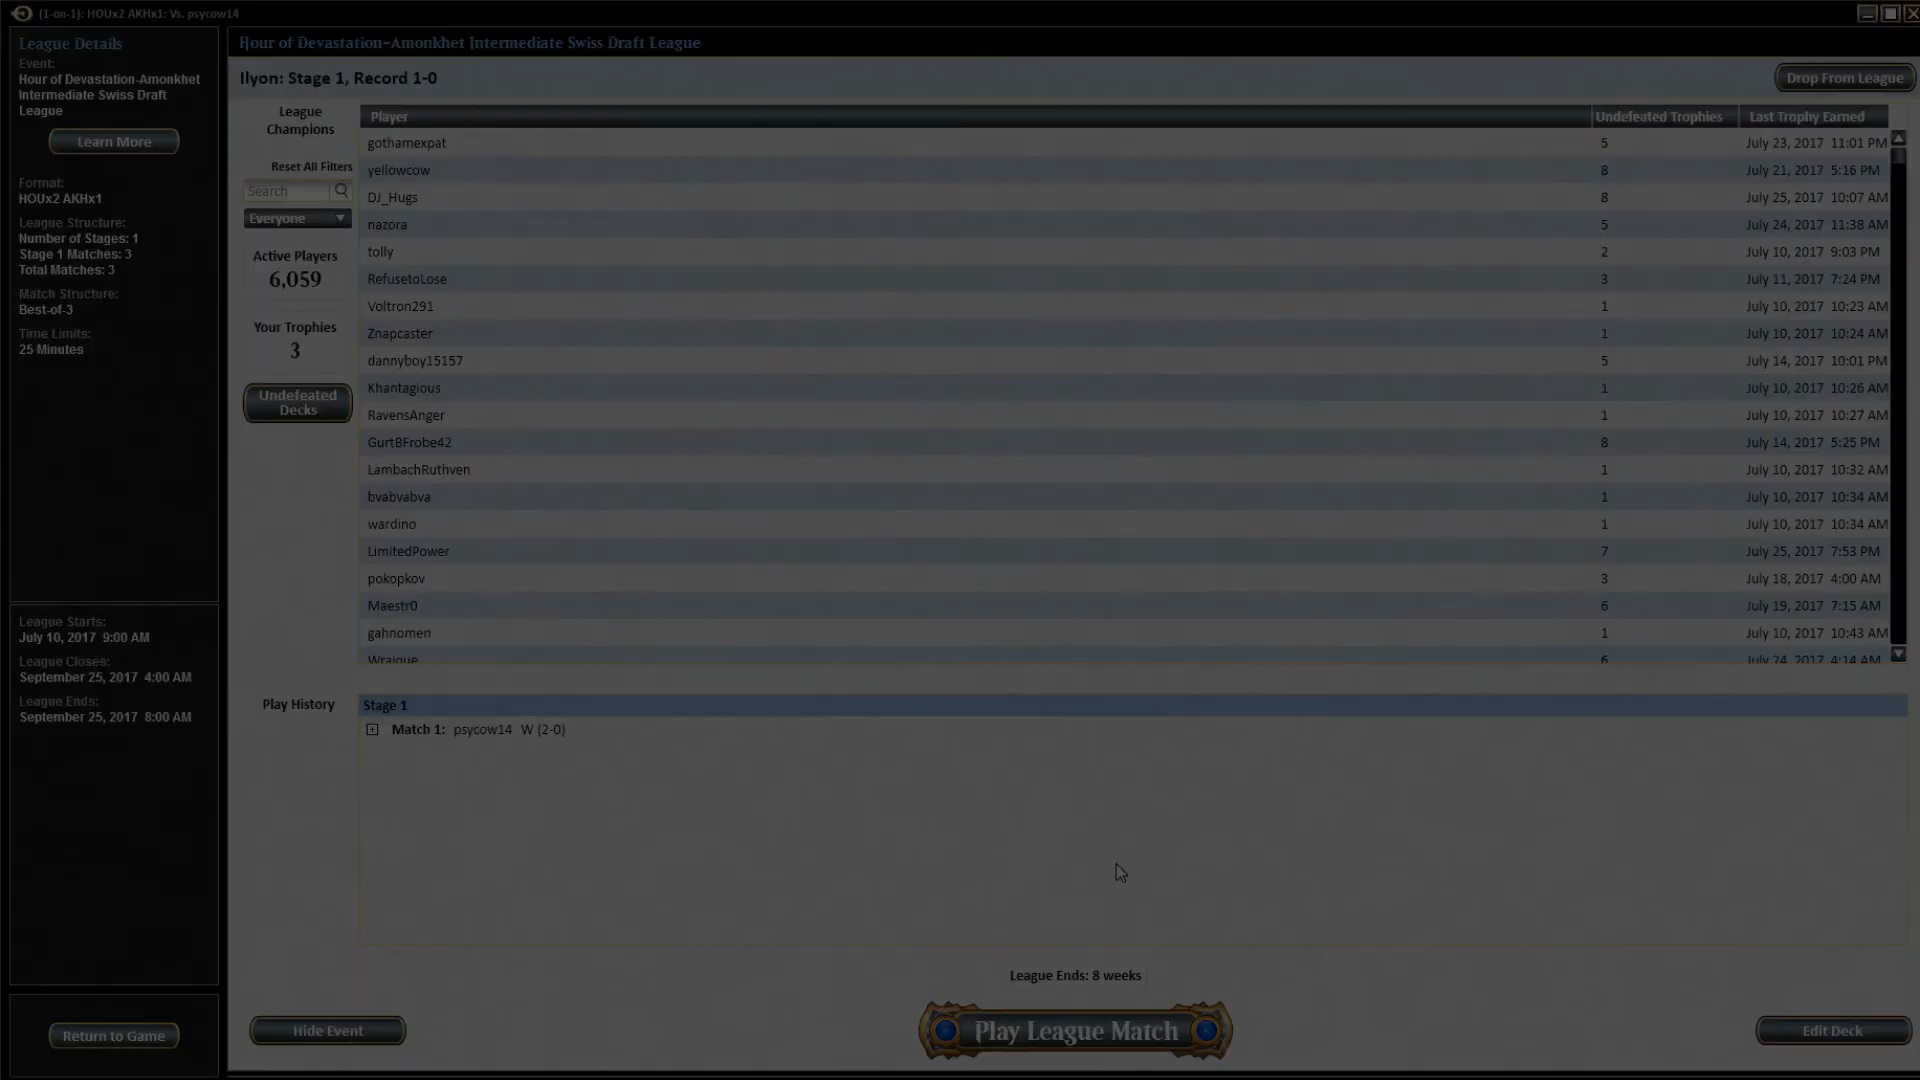 (1-on-1): HOUx2 AKHx1: Vs. psycow14
League Details
Event:
Hour of Devastation-Amonkhet
Intermediate Swiss Draft
League
Learn More
Format:
HOUx2 AKHx1
League Structure:
Number of Stages: 1
Stage 1 Matches: 3
Total Matches: 3
Match Structure:
Best-of-3
Time Limits:
25 Minutes
League Starts:
July 10, 2017 9:00 AM
League Closes:
September 25, 2017 4:00 AM
League Ends:
September 25, 2017 8:00 AM
Return to Game
Hour of Devastation-Amonkhet Intermediate Swiss Draft League
Ilyon: Stage 1, Record 1-0
Drop From League
League
Champions
Reset All Filters
Search
Everyone
Active Players
6,059
Your Trophies
3
Undefeated
Decks
Player Undefeated Trophies Last Trophy Earned
gothamexpat 5 July 23, 2017 11:01 PM
yellowcow 8 July 21, 2017 5:16 PM
DJ_Hugs 8 July 25, 2017 10:07 AM
nazora 5 July 24, 2017 11:38 AM
tolly 2 July 10, 2017 9:03 PM
RefusetoLose 3 July 11, 2017 7:24 PM
Voltron291 1 July 10, 2017 10:23 AM
Znapcaster 1 July 10, 2017 10:24 AM
dannyboy15157 5 July 14, 2017 10:01 PM
Khantagious 1 July 10, 2017 10:26 AM
RavensAnger 1 July 10, 2017 10:27 AM
GurtBFrobe42 8 July 14, 2017 5:25 PM
LambachRuthven 1 July 10, 2017 10:32 AM
bvabvabva 1 July 10, 2017 10:34 AM
wardino 1 July 10, 2017 10:34 AM
LimitedPower 7 July 25, 2017 7:53 PM
pokopkov 3 July 18, 2017 4:00 AM
Maestr0 6 July 19, 2017 7:15 AM
gahnomen 1 July 10, 2017 10:43 AM
Wraique 6 July 24, 2017 4:14 AM
Play History
Stage 1
Match 1: psycow14 W (2-0)
League Ends: 8 weeks
Hide Event
Play League Match
Edit Deck